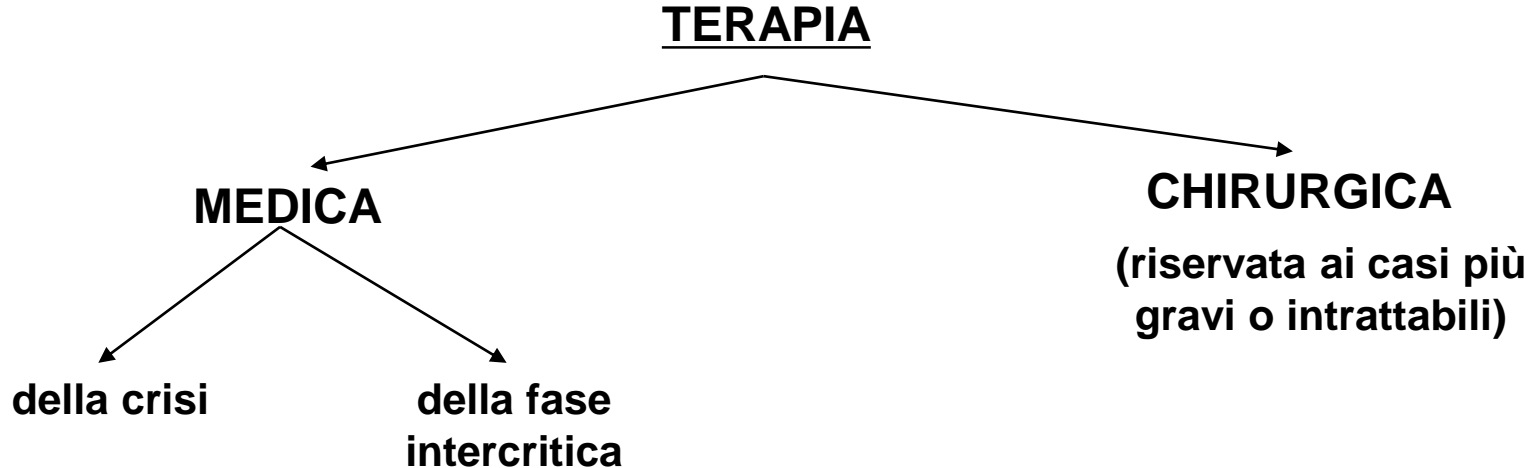 TERAPIA
MEDICA
CHIRURGICA
(riservata ai casi più
gravi o intrattabili)
della crisi
della fase
intercritica